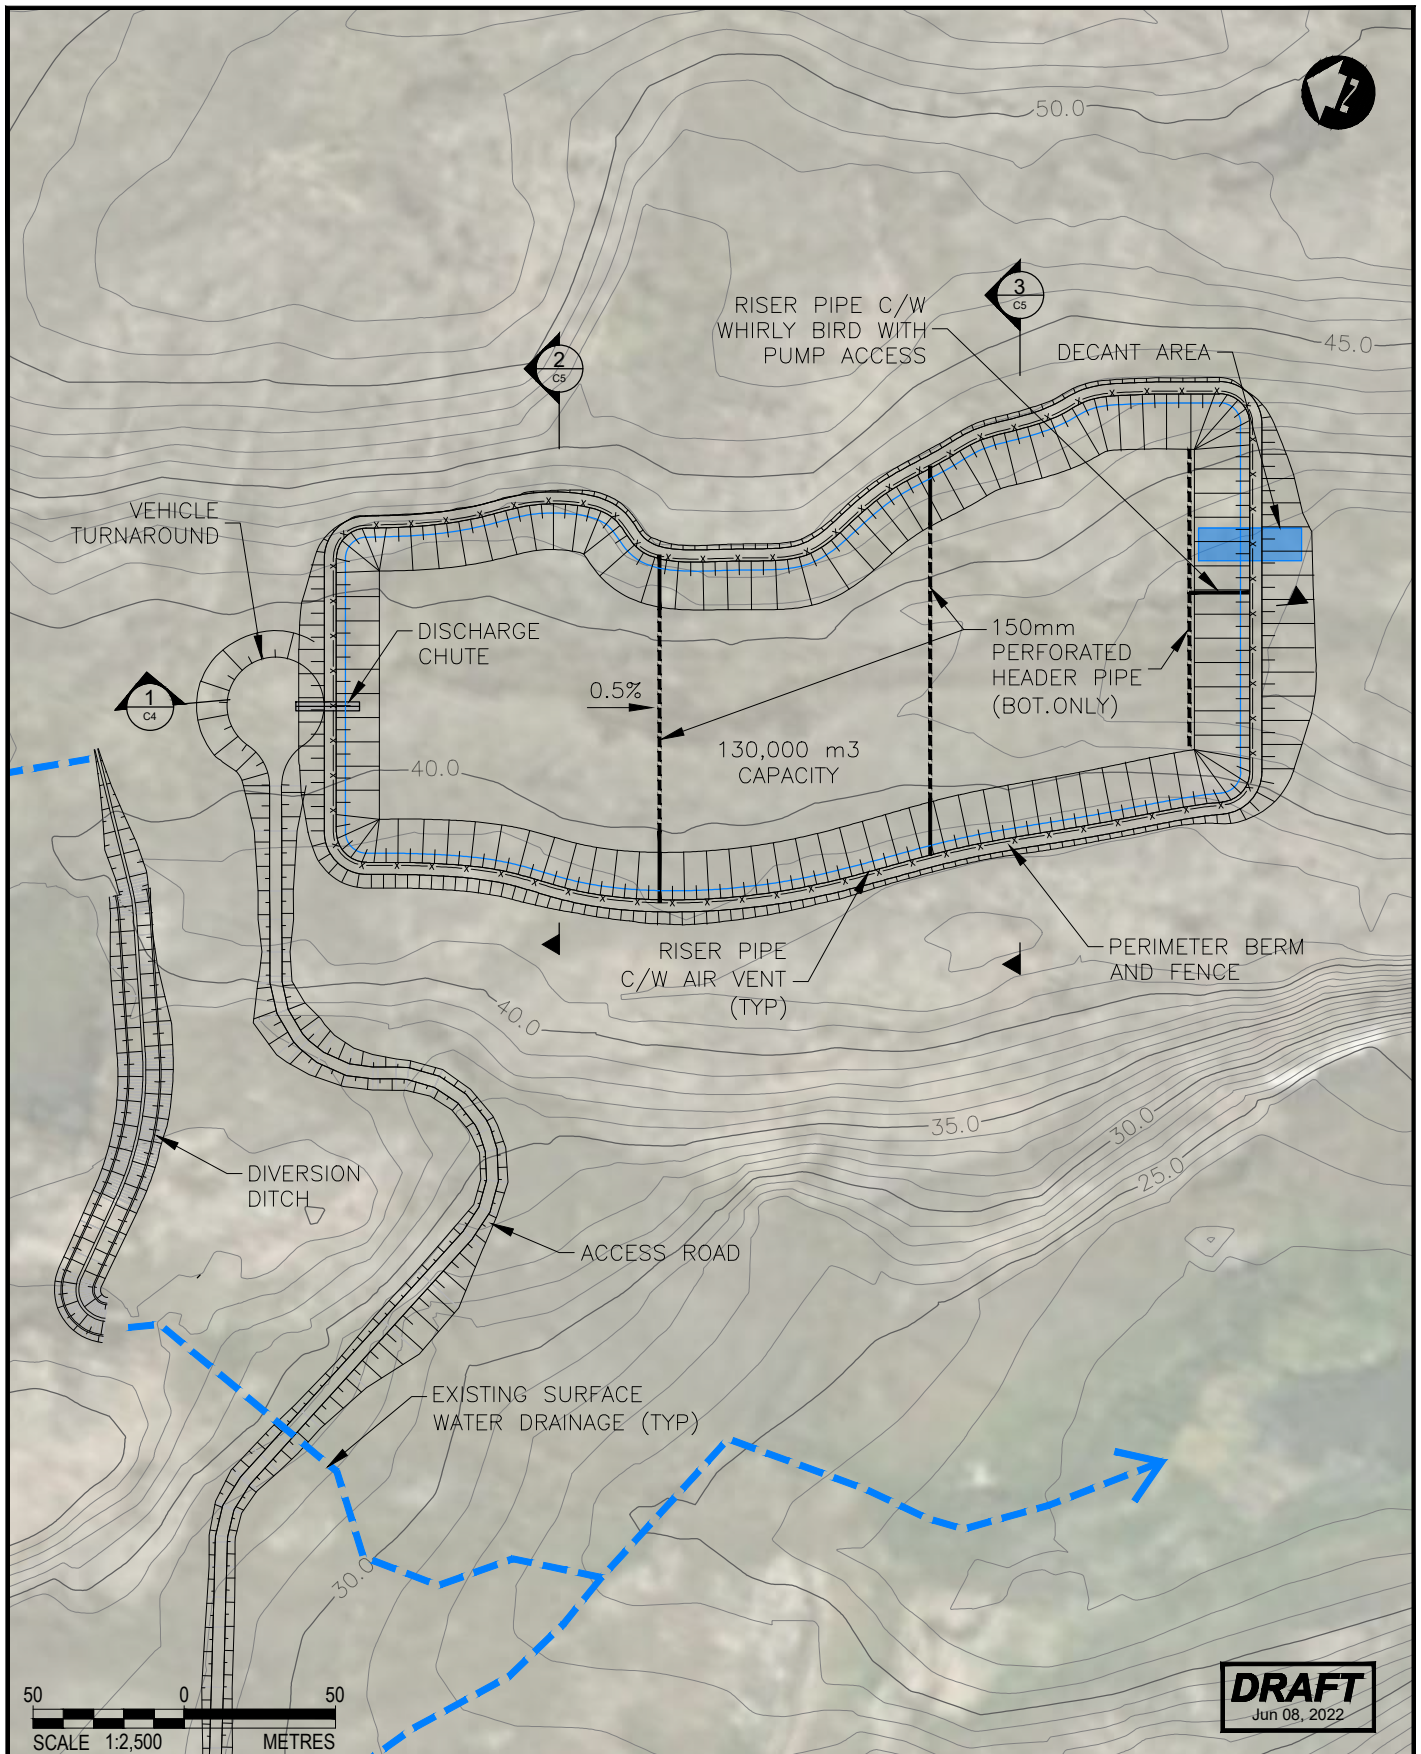 50.0
3
C5
RISER PIPE C/W
WHIRLY BIRD WITH
PUMP ACCESS
45.0
DECANT AREA
2
C5
VEHICLE
TURNAROUND
DISCHARGE
CHUTE
150mm
PERFORATED
HEADER PIPE
(BOT.ONLY)
0.5%
1
C4
130,000 m3
CAPACITY
40.0
RISER PIPE
C/W AIR VENT
(TYP)
PERIMETER BERM
AND FENCE
40.0
35.0
30.0
25.0
DIVERSION
DITCH
ACCESS ROAD
EXISTING SURFACE
WATER DRAINAGE (TYP)
30.0
50 0 50
SCALE 1:2,500 METRES
DRAFT
Jun 08, 2022